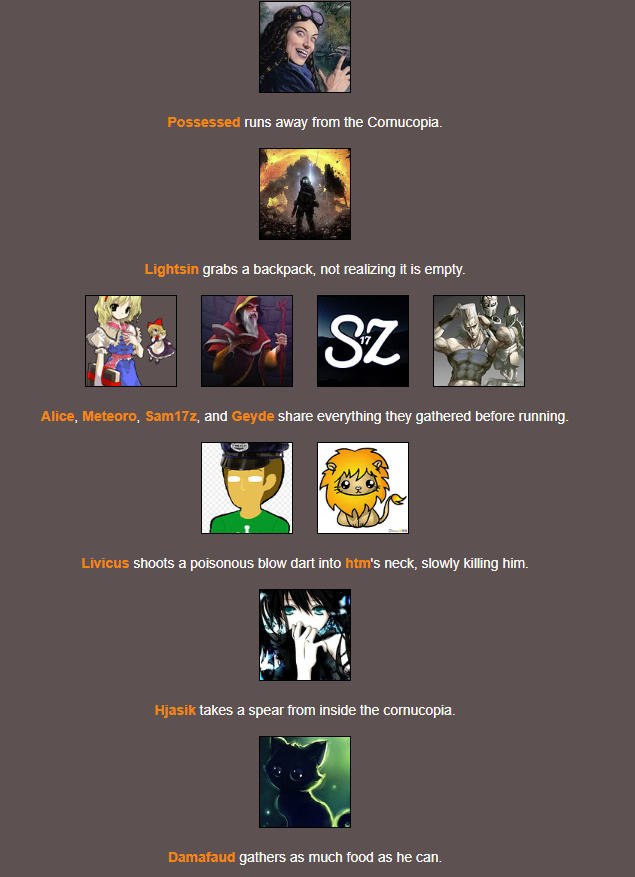 Possessed runs away from the Cornucopia.
Lightsin grabs a backpack, not realizing it is empty.
SZ
17
Alice, Meteoro, Sam17z, and Geyde share everything they gathered before running.
Livicus shoots a poisonous blow dart into htm's neck, slowly killing him.
Hjasik takes a spear from inside the cornucopia.
Damafaud gathers as much food as he can.